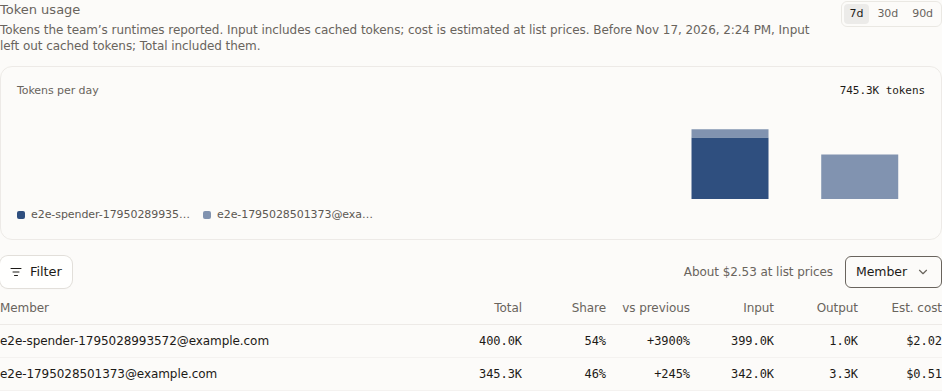 Token usage
7d 30d 90d
Tokens the team’s runtimes reported. Input includes cached tokens; cost is estimated at list prices. Before Nov 17, 2026, 2:24 PM, Input
left out cached tokens; Total included them.
Tokens per day
745.3K tokens
e2e-spender-17950289935… e2e-1795028501373@exa…
Filter
About $2.53 at list prices
Member
Member Total Share vs previous Input Output Est. cost
e2e-spender-1795028993572@example.com 400.0K 54% +3900% 399.0K 1.0K $2.02
e2e-1795028501373@example.com 345.3K 46% +245% 342.0K 3.3K $0.51